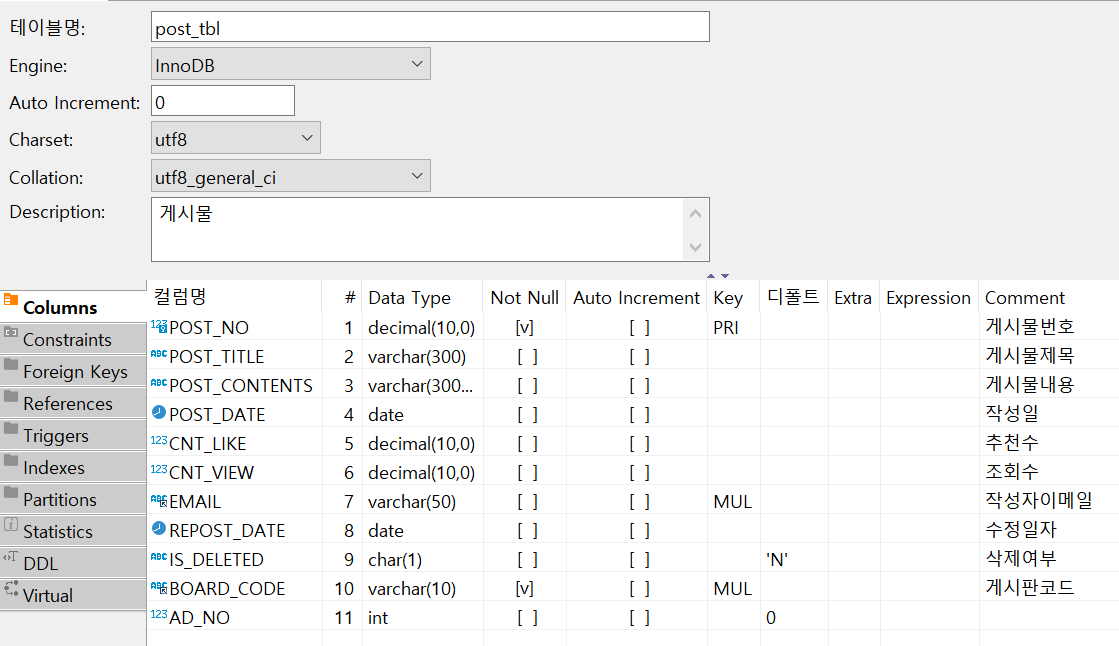 테이블명: post_tbl
Engine: InnoDB
Auto Increment: 0
Charset: utf8
Collation: utf8_general_ci
Description: 게시물
Columns
Constraints
Foreign Keys
References
Triggers
Indexes
Partitions
Statistics
DDL
Virtual
컬럼명 # Data Type Not Null Auto Increment Key 디폴트 Extra Expression Comment
POST_NO 1 decimal(10,0) [v] [ ] PRI 게시물번호
POST_TITLE 2 varchar(300) [ ] [ ] 게시물제목
POST_CONTENTS 3 varchar(300... [ ] [ ] 게시물내용
POST_DATE 4 date [ ] [ ] 작성일
CNT_LIKE 5 decimal(10,0) [ ] [ ] 추천수
CNT_VIEW 6 decimal(10,0) [ ] [ ] 조회수
EMAIL 7 varchar(50) [ ] [ ] MUL 작성자이메일
REPOST_DATE 8 date [ ] [ ] 수정일자
IS_DELETED 9 char(1) [ ] [ ] 'N' 삭제여부
BOARD_CODE 10 varchar(10) [v] [ ] MUL 게시판코드
AD_NO 11 int [ ] [ ] 0